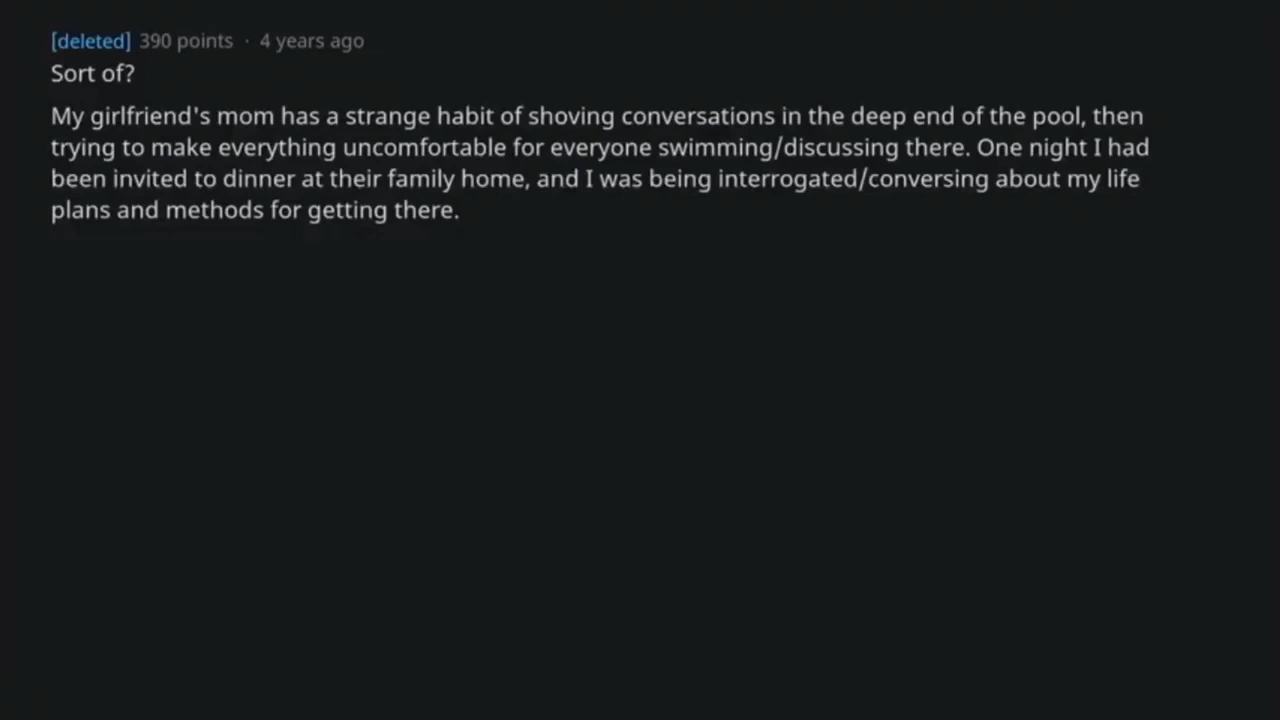 [deleted] 390 points · 4 years ago
Sort of?
My girlfriend's mom has a strange habit of shoving conversations in the deep end of the pool, then
trying to make everything uncomfortable for everyone swimming/discussing there. One night I had
been invited to dinner at their family home, and I was being interrogated/conversing about my life
plans and methods for getting there.